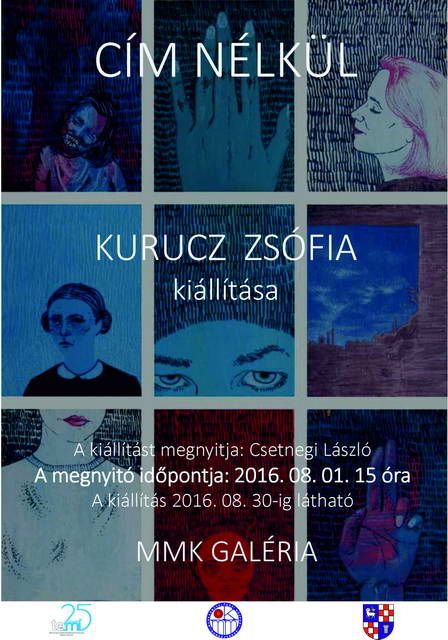 CÍM NÉLKÜL
KURUCZ ZSÓFIA
kiállítása
A kiállítást megnyitja: Csetnegi László
A megnyitó időpontja: 2016. 08. 01. 15 óra
A kiállítás 2016. 08. 30-ig látható
MMK GALÉRIA
temi 25